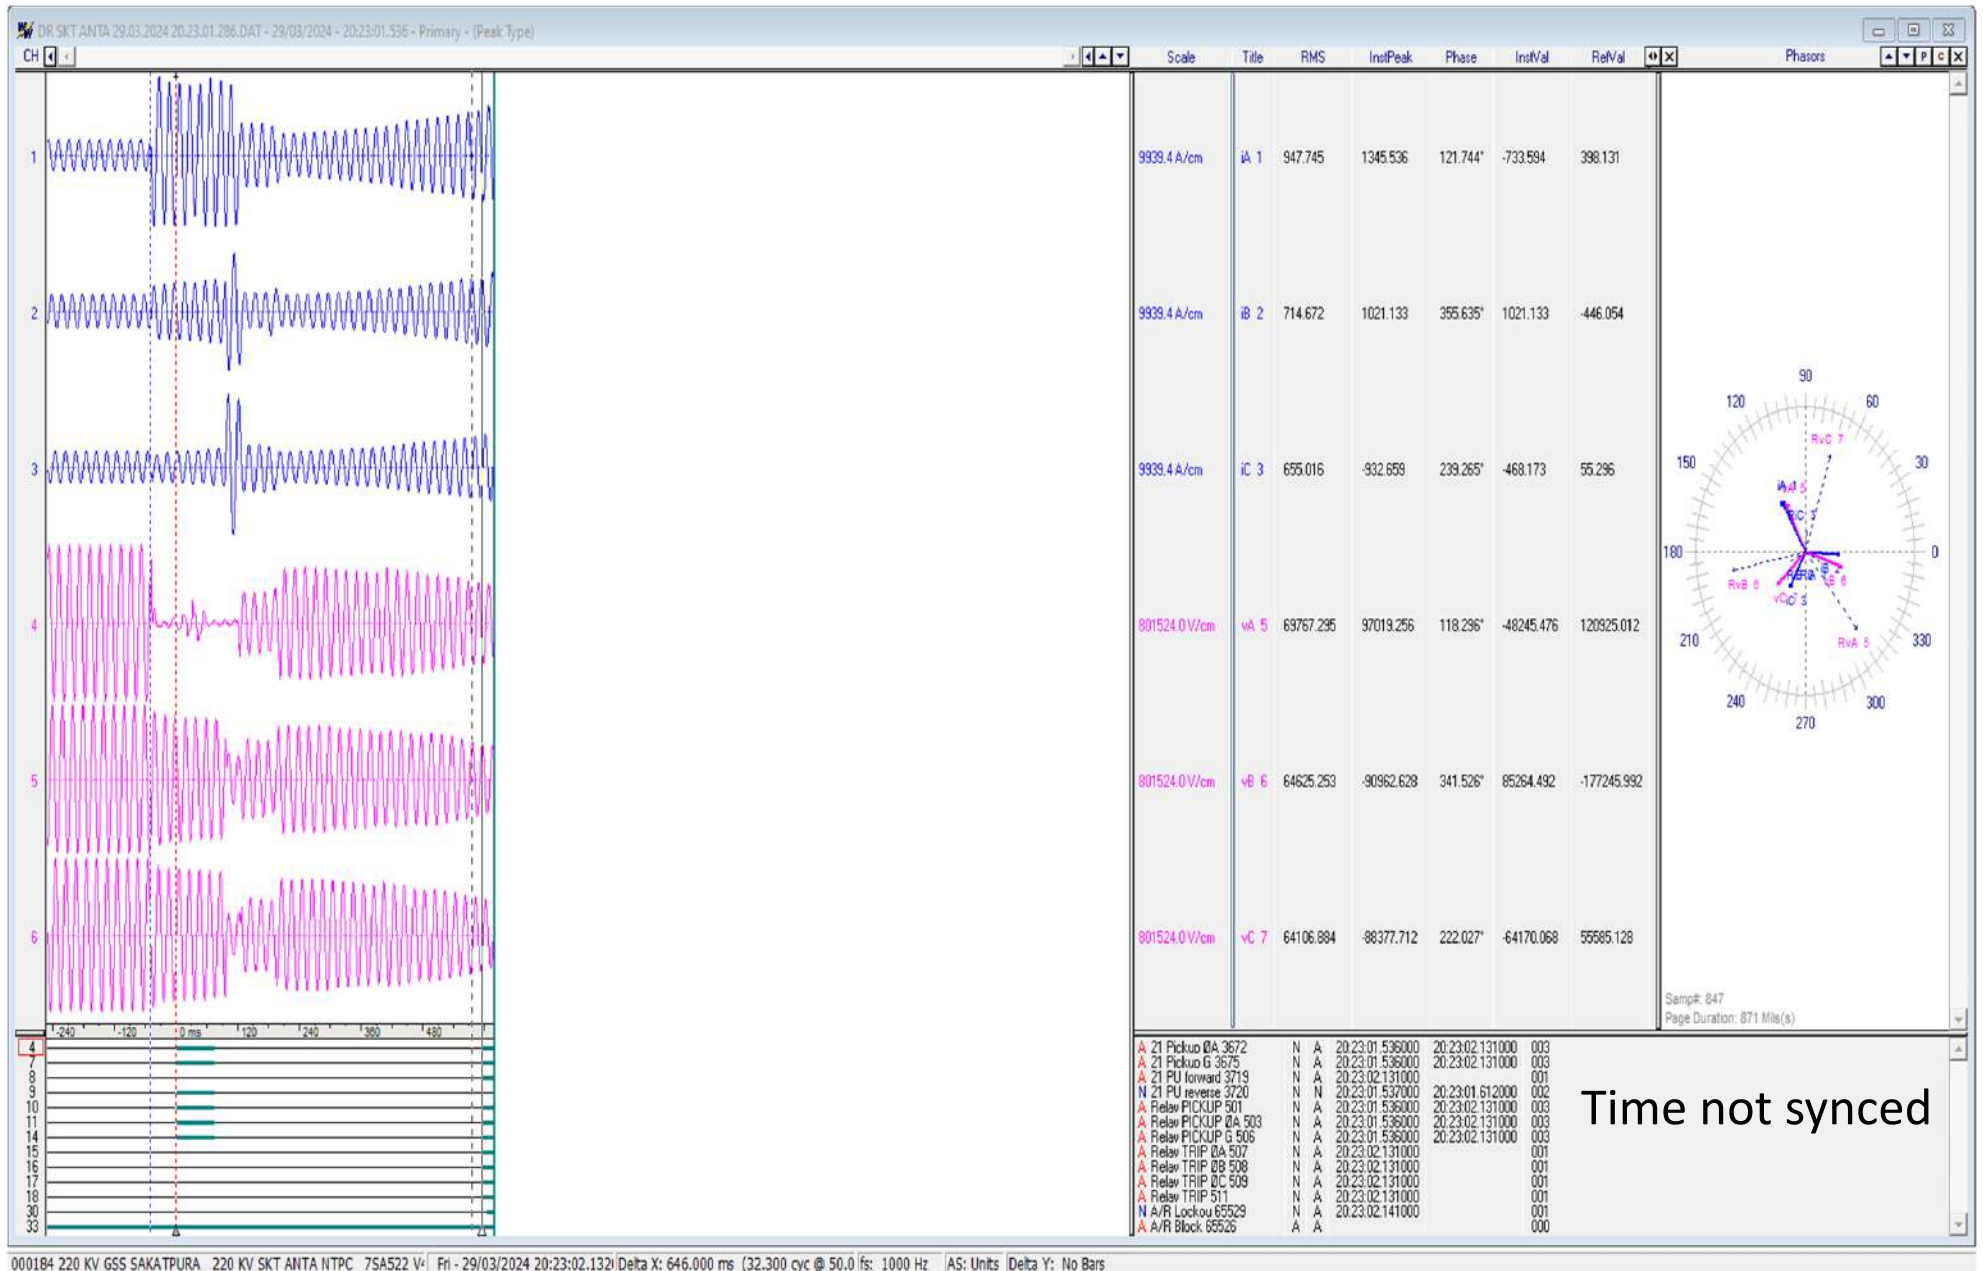 DR SKT ANTA 29.03.2024 20.23.01.286.DAT - 29/03/2024 - 20:23:01.536 - Primary - (Peak Type)
CH Scale Title RMS InstPeak Phase InstVal RefVal Phasors P C X
1 9939.4 A/cm iA 1 947.745 1345.536 121.744° -733.594 398.131
2 9939.4 A/cm iB 2 714.672 1021.133 355.635° 1021.133 -446.054
3 9939.4 A/cm iC 3 655.016 -932.659 239.265° -468.173 55.296
4 801524.0 V/cm vA 5 69767.295 97019.256 118.296° -48245.476 120925.012
5 801524.0 V/cm vB 6 64625.253 -90962.628 341.526° 85264.492 -177245.992
6 801524.0 V/cm vC 7 64106.884 -88377.712 222.027° -64170.068 55585.128
90
120 60
RvC 7
150 30
180 0
RvB 6
RvA 5
210 330
240 300
270
Samp#: 847
Page Duration: 871 Mils(s)
-240 -120 0 ms 120 240 360 480
4
7
8
9
10
11
14
15
16
17
18
30
33
A 21 Pickup ØA 3672 N A 20:23:01.536000 20:23:02.131000 003
A 21 Pickup G 3675 N A 20:23:01.536000 20:23:02.131000 003
A 21 PU forward 3719 N A 20:23:02.131000 001
N 21 PU reverse 3720 N N 20:23:01.537000 20:23:01.612000 002
A Relay PICKUP 501 N A 20:23:01.536000 20:23:02.131000 003
A Relay PICKUP ØA 503 N A 20:23:01.536000 20:23:02.131000 003
A Relay PICKUP G 506 N A 20:23:01.536000 20:23:02.131000 003
A Relay TRIP ØA 507 N A 20:23:02.131000 001
A Relay TRIP ØB 508 N A 20:23:02.131000 001
A Relay TRIP ØC 509 N A 20:23:02.131000 001
A Relay TRIP 511 N A 20:23:02.131000 001
N A/R Lockou 65529 N A 20:23:02.141000 001
A A/R Block 65526 A A 000
Time not synced
000184 220 KV GSS SAKATPURA 220 KV SKT ANTA NTPC 7SA522 V4 Fri - 29/03/2024 20:23:02.132 Delta X: 646.000 ms (32.300 cyc @ 50.0 fs: 1000 Hz AS: Units Delta Y: No Bars